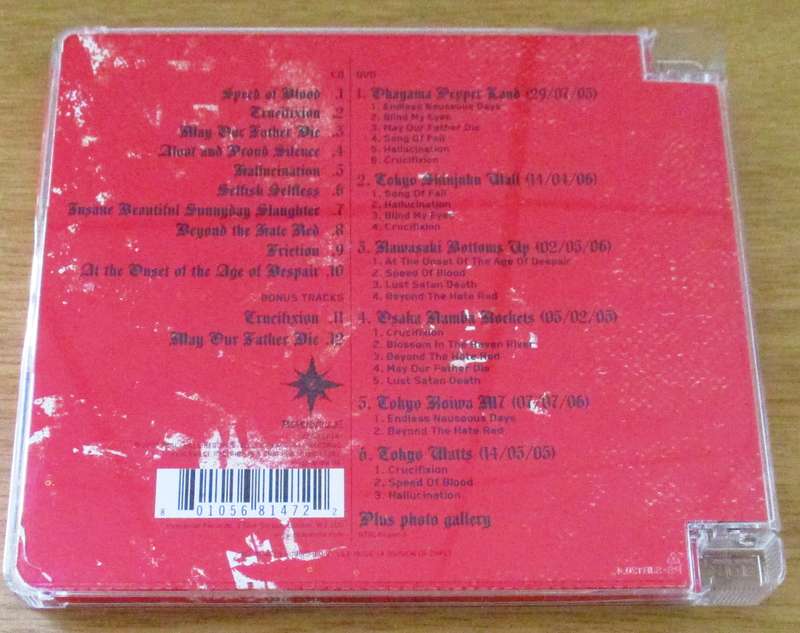 CD
Speed of Blood .1
Crucifixion .2
May Our Father Die .3
Aloof and Proud Silence .4
Hallucination .5
Selfish Selfless .6
Insane Beautiful Sunnyday Slaughter .7
Beyond the Hate Red .8
Friction .9
At the Onset of the Age of Despair .10
BONUS TRACKS
Crucifixion .11
May Our Father Die .12
8 01056 81472 2
DVD
1. Okayama Pepper Land (29/07/05)
1. Endless Nauseous Days
2. Blind My Eyes
3. May Our Father Die
4. Song Of Fall
5. Hallucination
6. Crucifixion
2. Tokyo Shinjuku Wall (14/04/06)
1. Song Of Fall
2. Hallucination
3. Blind My Eyes
4. Crucifixion
3. Kawasaki Bottoms Up (02/05/06)
1. At The Onset Of The Age Of Despair
2. Speed Of Blood
3. Lust Satan Death
4. Beyond The Hate Red
4. Osaka Namba Rockets (05/02/05)
1. Crucifixion
2. Blossom In The Raven River
3. Beyond The Hate Red
4. May Our Father Die
5. Lust Satan Death
5. Tokyo Koiwa M7 (07/07/06)
1. Endless Nauseous Days
2. Beyond The Hate Red
6. Tokyo Watts (14/05/05)
1. Crucifixion
2. Speed Of Blood
3. Hallucination
Plus photo gallery